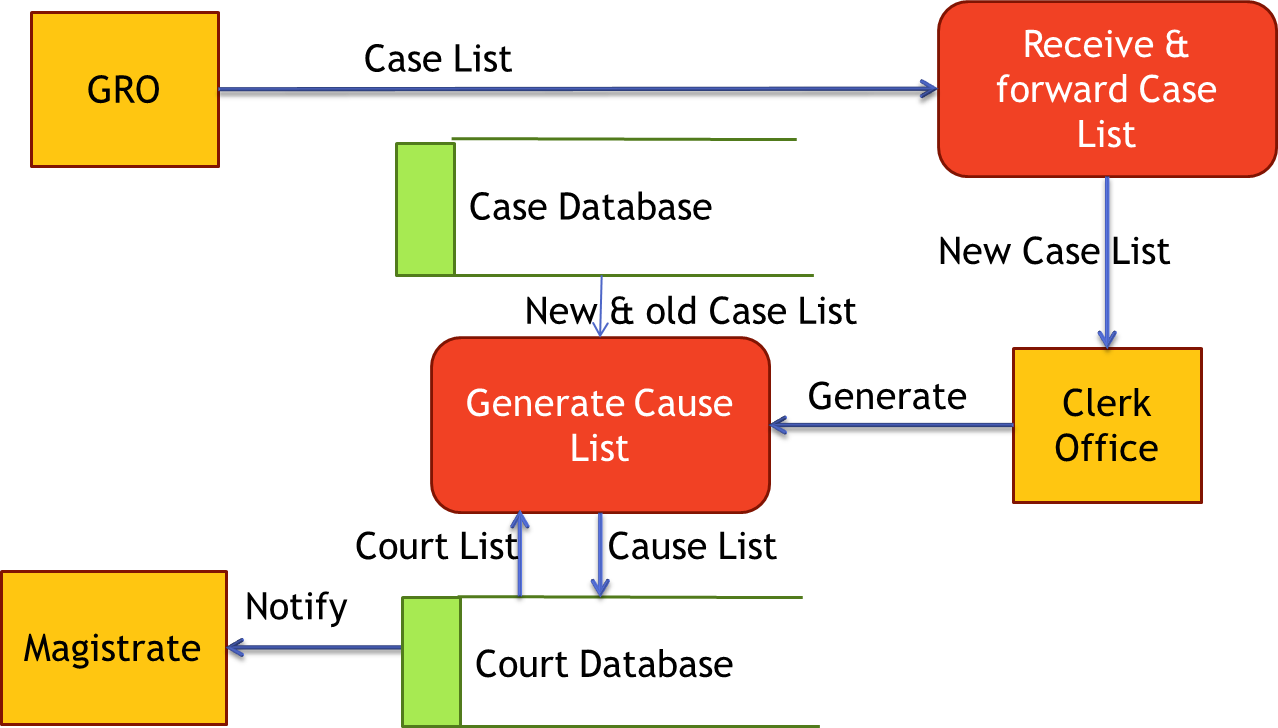 GRO
Case List
Receive &
forward Case
List
Case Database
New Case List
New & old Case List
Generate Cause
List
Generate
Clerk
Office
Court List
Cause List
Magistrate
Notify
Court Database